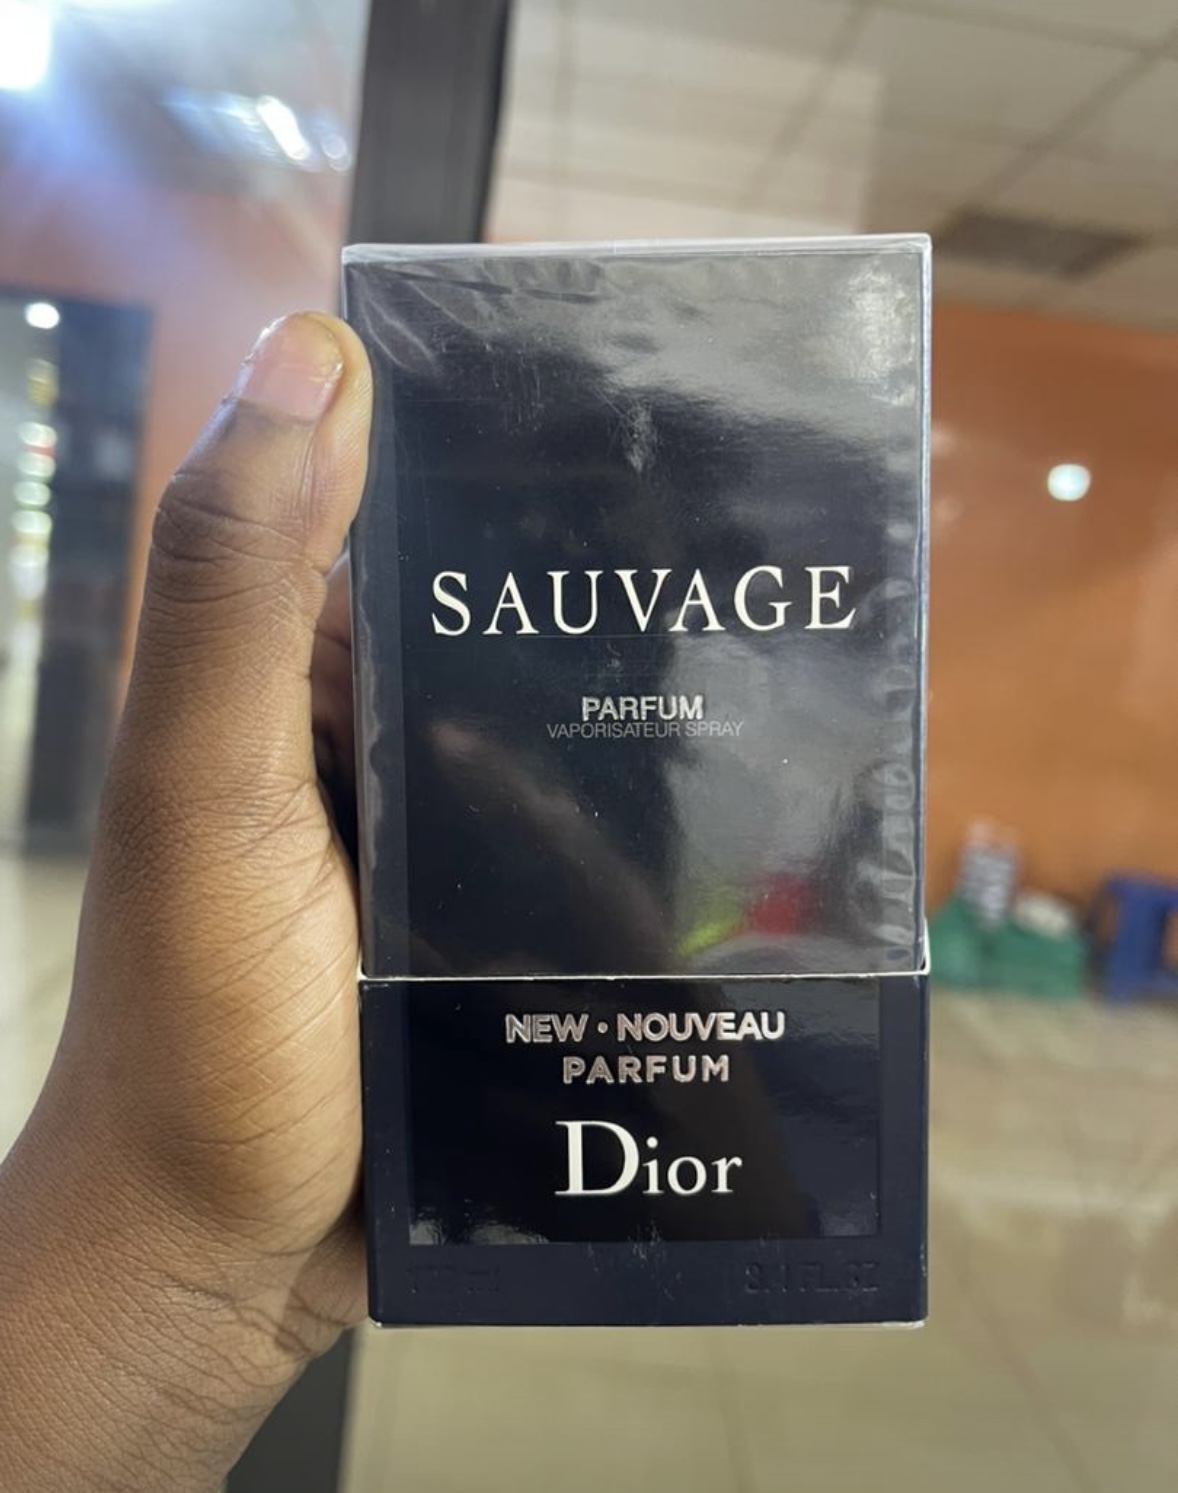 SAUVAGE
PARFUM
VAPORISATEUR SPRAY
NEW • NOUVEAU
PARFUM
Dior